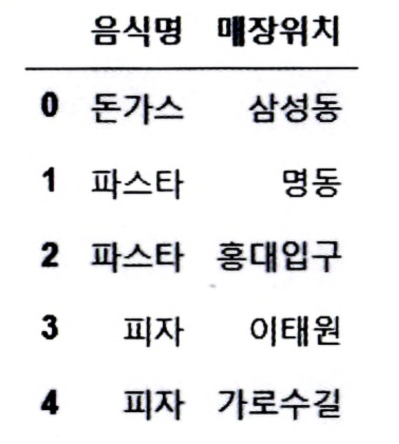 음식명 매장위치
0 돈가스 삼성동
1 파스타 명동
2 파스타 홍대입구
3 피자 이태원
4 피자 가로수길